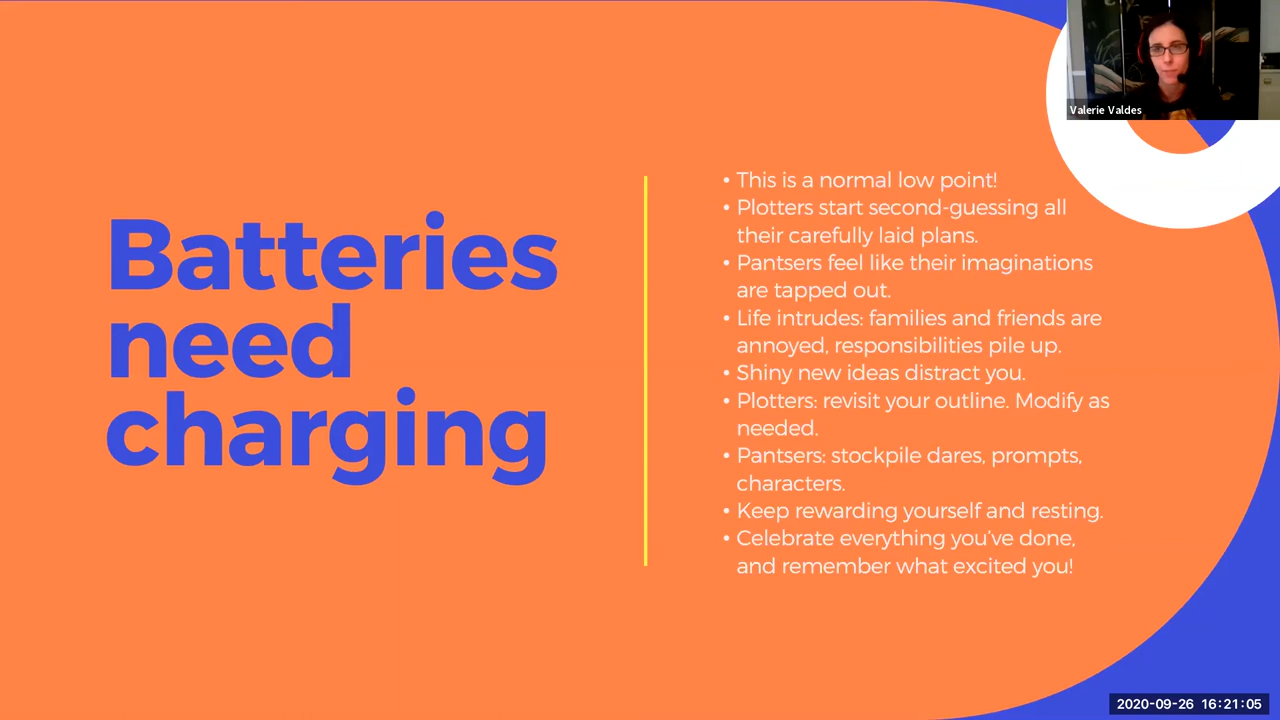 Valerie Valdes
Batteries
need
charging
• This is a normal low point!
• Plotters start second-guessing all
their carefully laid plans.
• Pantsers feel like their imaginations
are tapped out.
• Life intrudes: families and friends are
annoyed, responsibilities pile up.
• Shiny new ideas distract you.
• Plotters: revisit your outline. Modify as
needed.
• Pantsers: stockpile dares, prompts,
characters.
• Keep rewarding yourself and resting.
• Celebrate everything you’ve done,
and remember what excited you!
2020-09-26 16:21:05